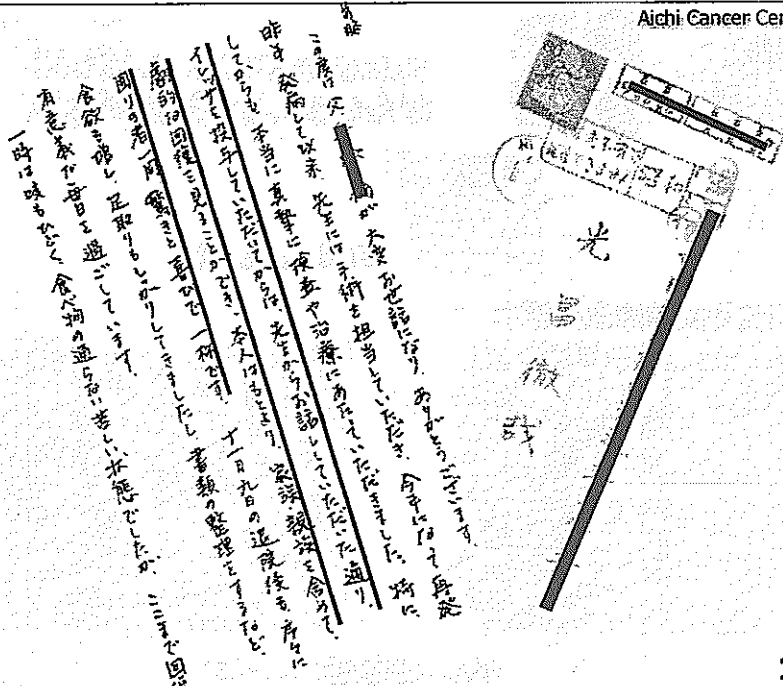 Aichi Cancer Cen
前略
この度は父 が大変お世話になり、ありがとうございます。
昨年発病して以来、先生には手術を担当していただき、今年になって再発
してからも、本当に真摯に検査や治療にあたっていただきました。特に、
イレッサを投与していただいてからは、先生からお話ししていただいた通り、
劇的な回復を見ることができ、本人はもとより、家族・親族を含めて、
周りの者一同、驚きと喜びで一杯です。十一月九日の退院後も、序々に
食欲も増し、足取りもしっかりしてきましたし、書類の整理をするなど、
有意義な毎日を過ごしています。
一時は咳もひどく、食べ物の通らない苦しい状態でしたが、ここまで回
光